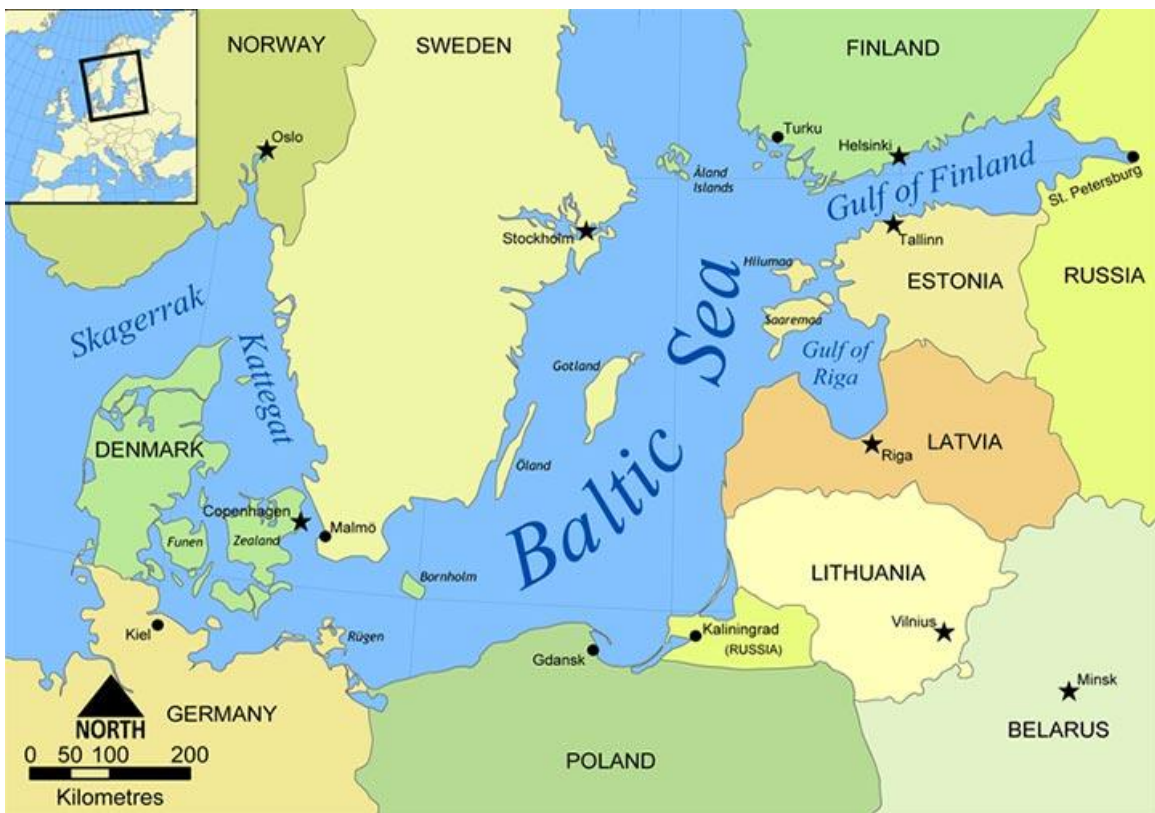 NORWAY
SWEDEN
FINLAND
Oslo
Turku
Helsinki
Gulf of Finland
St. Petersburg
Åland
Islands
Stockholm
Tallinn
Hiiumaa
ESTONIA
RUSSIA
Skagerrak
Kattegat
Saaremaa
Gulf of
Riga
Gotland
Baltic Sea
DENMARK
Öland
LATVIA
Riga
Copenhagen
Malmö
Funen
Zealand
Bornholm
LITHUANIA
Kiel
Rügen
Gdansk
Kaliningrad
(RUSSIA)
Vilnius
Minsk
NORTH
GERMANY
BELARUS
POLAND
0 50 100 200
Kilometres